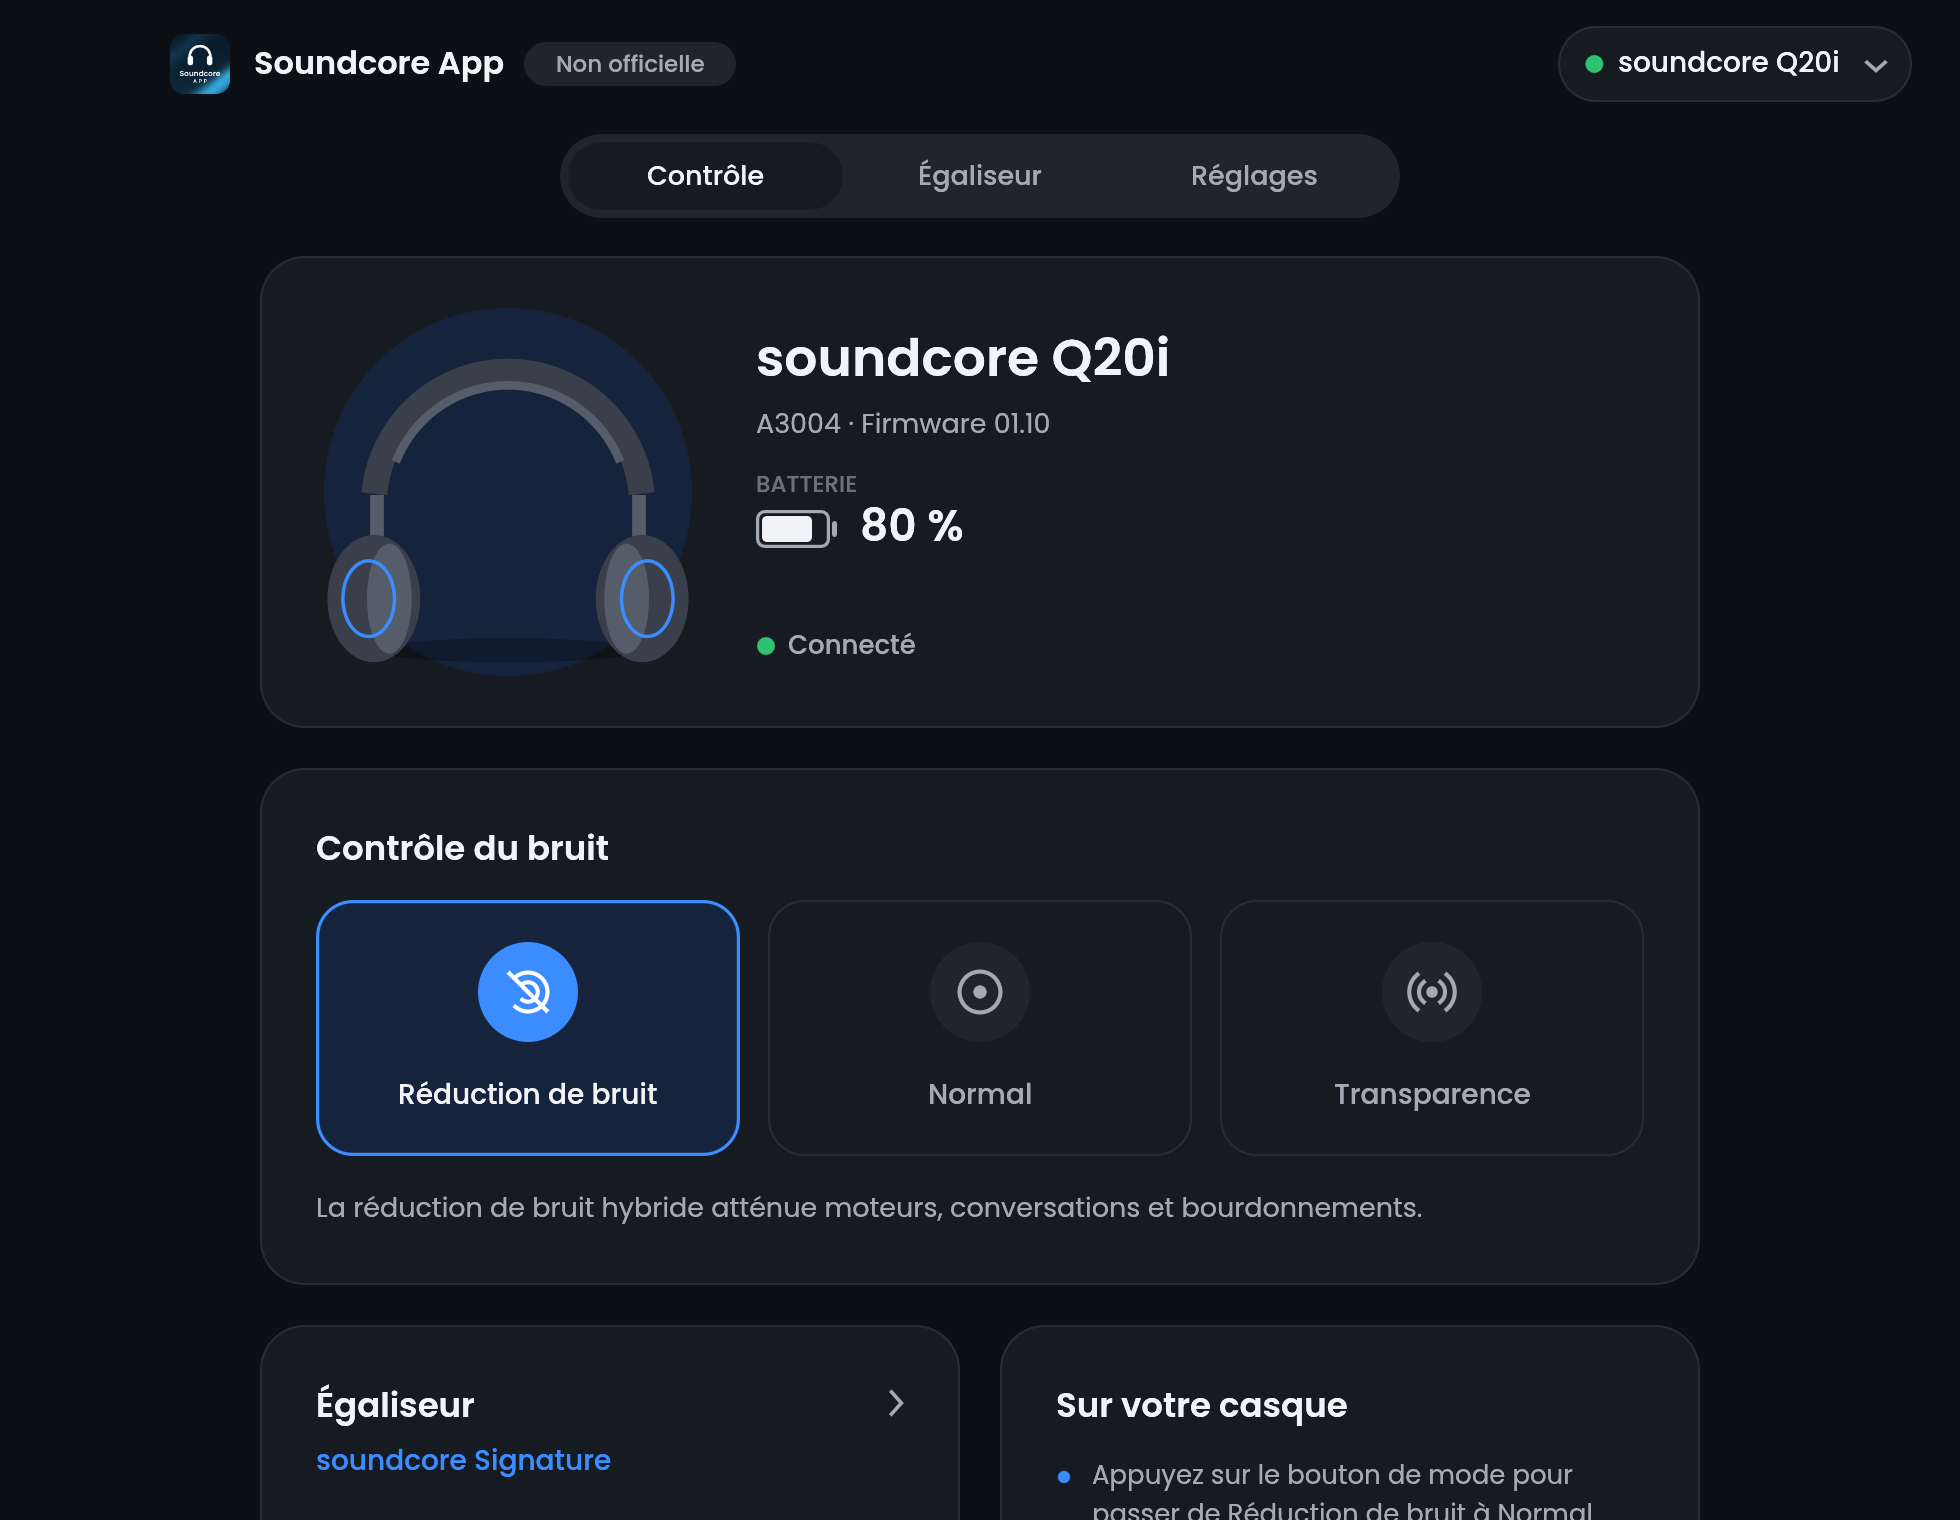 Soundcore
APP
Soundcore App
Non officielle
soundcore Q20i
Contrôle
Égaliseur
Réglages
soundcore Q20i
A3004 · Firmware 01.10
BATTERIE
80 %
Connecté
Contrôle du bruit
Réduction de bruit
Normal
Transparence
La réduction de bruit hybride atténue moteurs, conversations et bourdonnements.
Égaliseur
soundcore Signature
Sur votre casque
Appuyez sur le bouton de mode pour
passer de Réduction de bruit à Normal